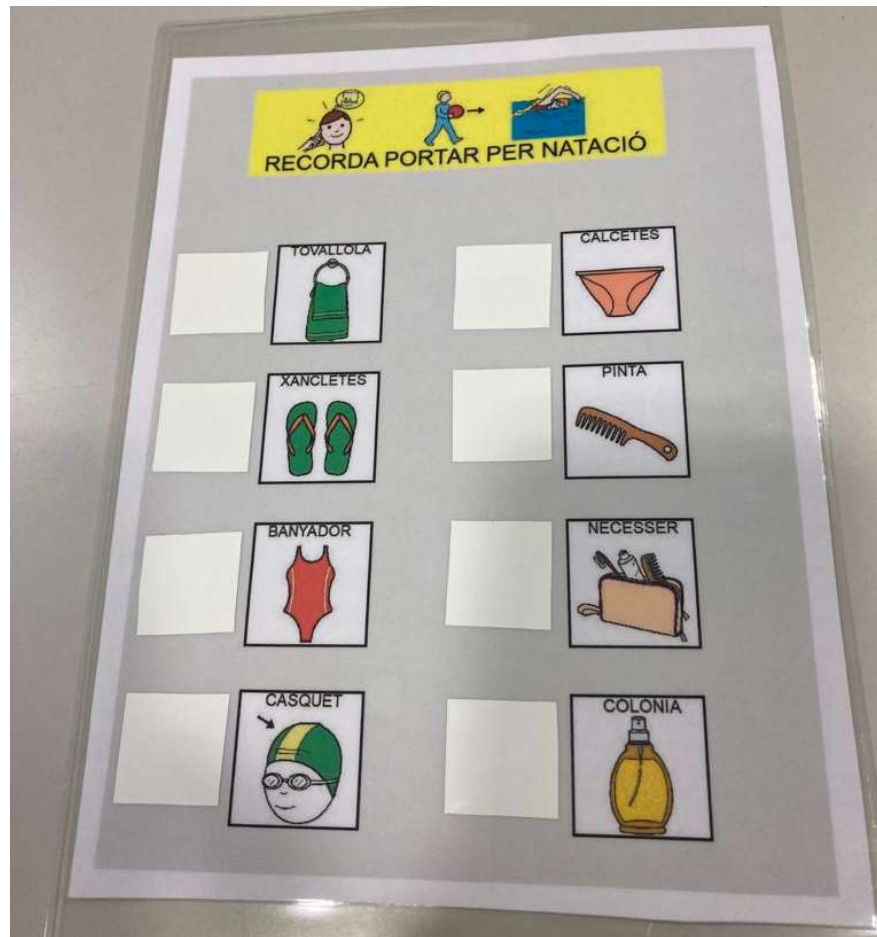 RECORDA PORTAR PER NATACIÓ
TOVALLOLA
CALCETES
XANCLETES
PINTA
BANYADOR
NECESSER
CASQUET
COLONIA